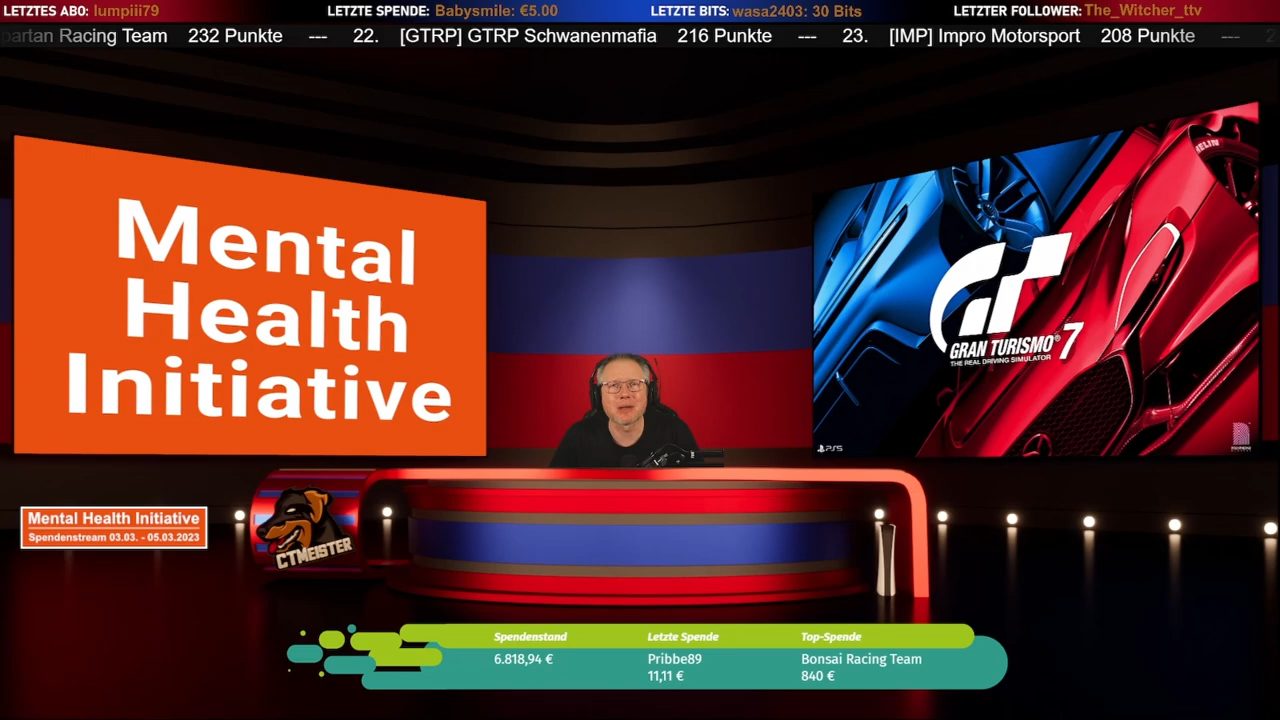 LETZTES ABO: lumpiii79 LETZTE SPENDE: Babysmile: €5.00 LETZTE BITS: wasa2403: 30 Bits LETZTER FOLLOWER: The_Witcher_ttv
partan Racing Team 232 Punkte --- 22. [GTRP] GTRP Schwanenmafia 216 Punkte --- 23. [IMP] Impro Motorsport 208 Punkte ---
Mental
Health
Initiative
ELIN
GT
GRAN TURISMO® 7
THE REAL DRIVING SIMULATOR
PS5
Mental Health Initiative
Spendenstream 03.03. - 05.03.2023
CTMEISTER
Spendenstand Letzte Spende Top-Spende
6.818,94 € Pribbe89 Bonsai Racing Team
11,11 € 840 €